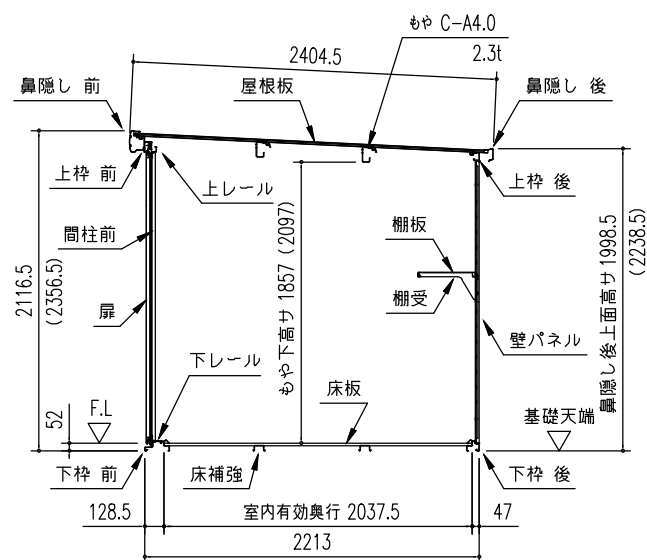 もや C-A4.0
2404.5
2.3t
鼻隠し 前
屋根板
鼻隠し 後
上枠 前
上レール
上枠 後
間柱前
棚板
棚受
扉
壁パネル
2116.5
(2356.5)
もや下高サ 1857 (2097)
鼻隠し後上面高サ 1998.5
(2238.5)
下レール
床板
52
F.L
基礎天端
下枠 前
床補強
下枠 後
128.5
室内有効奥行 2037.5
47
2213